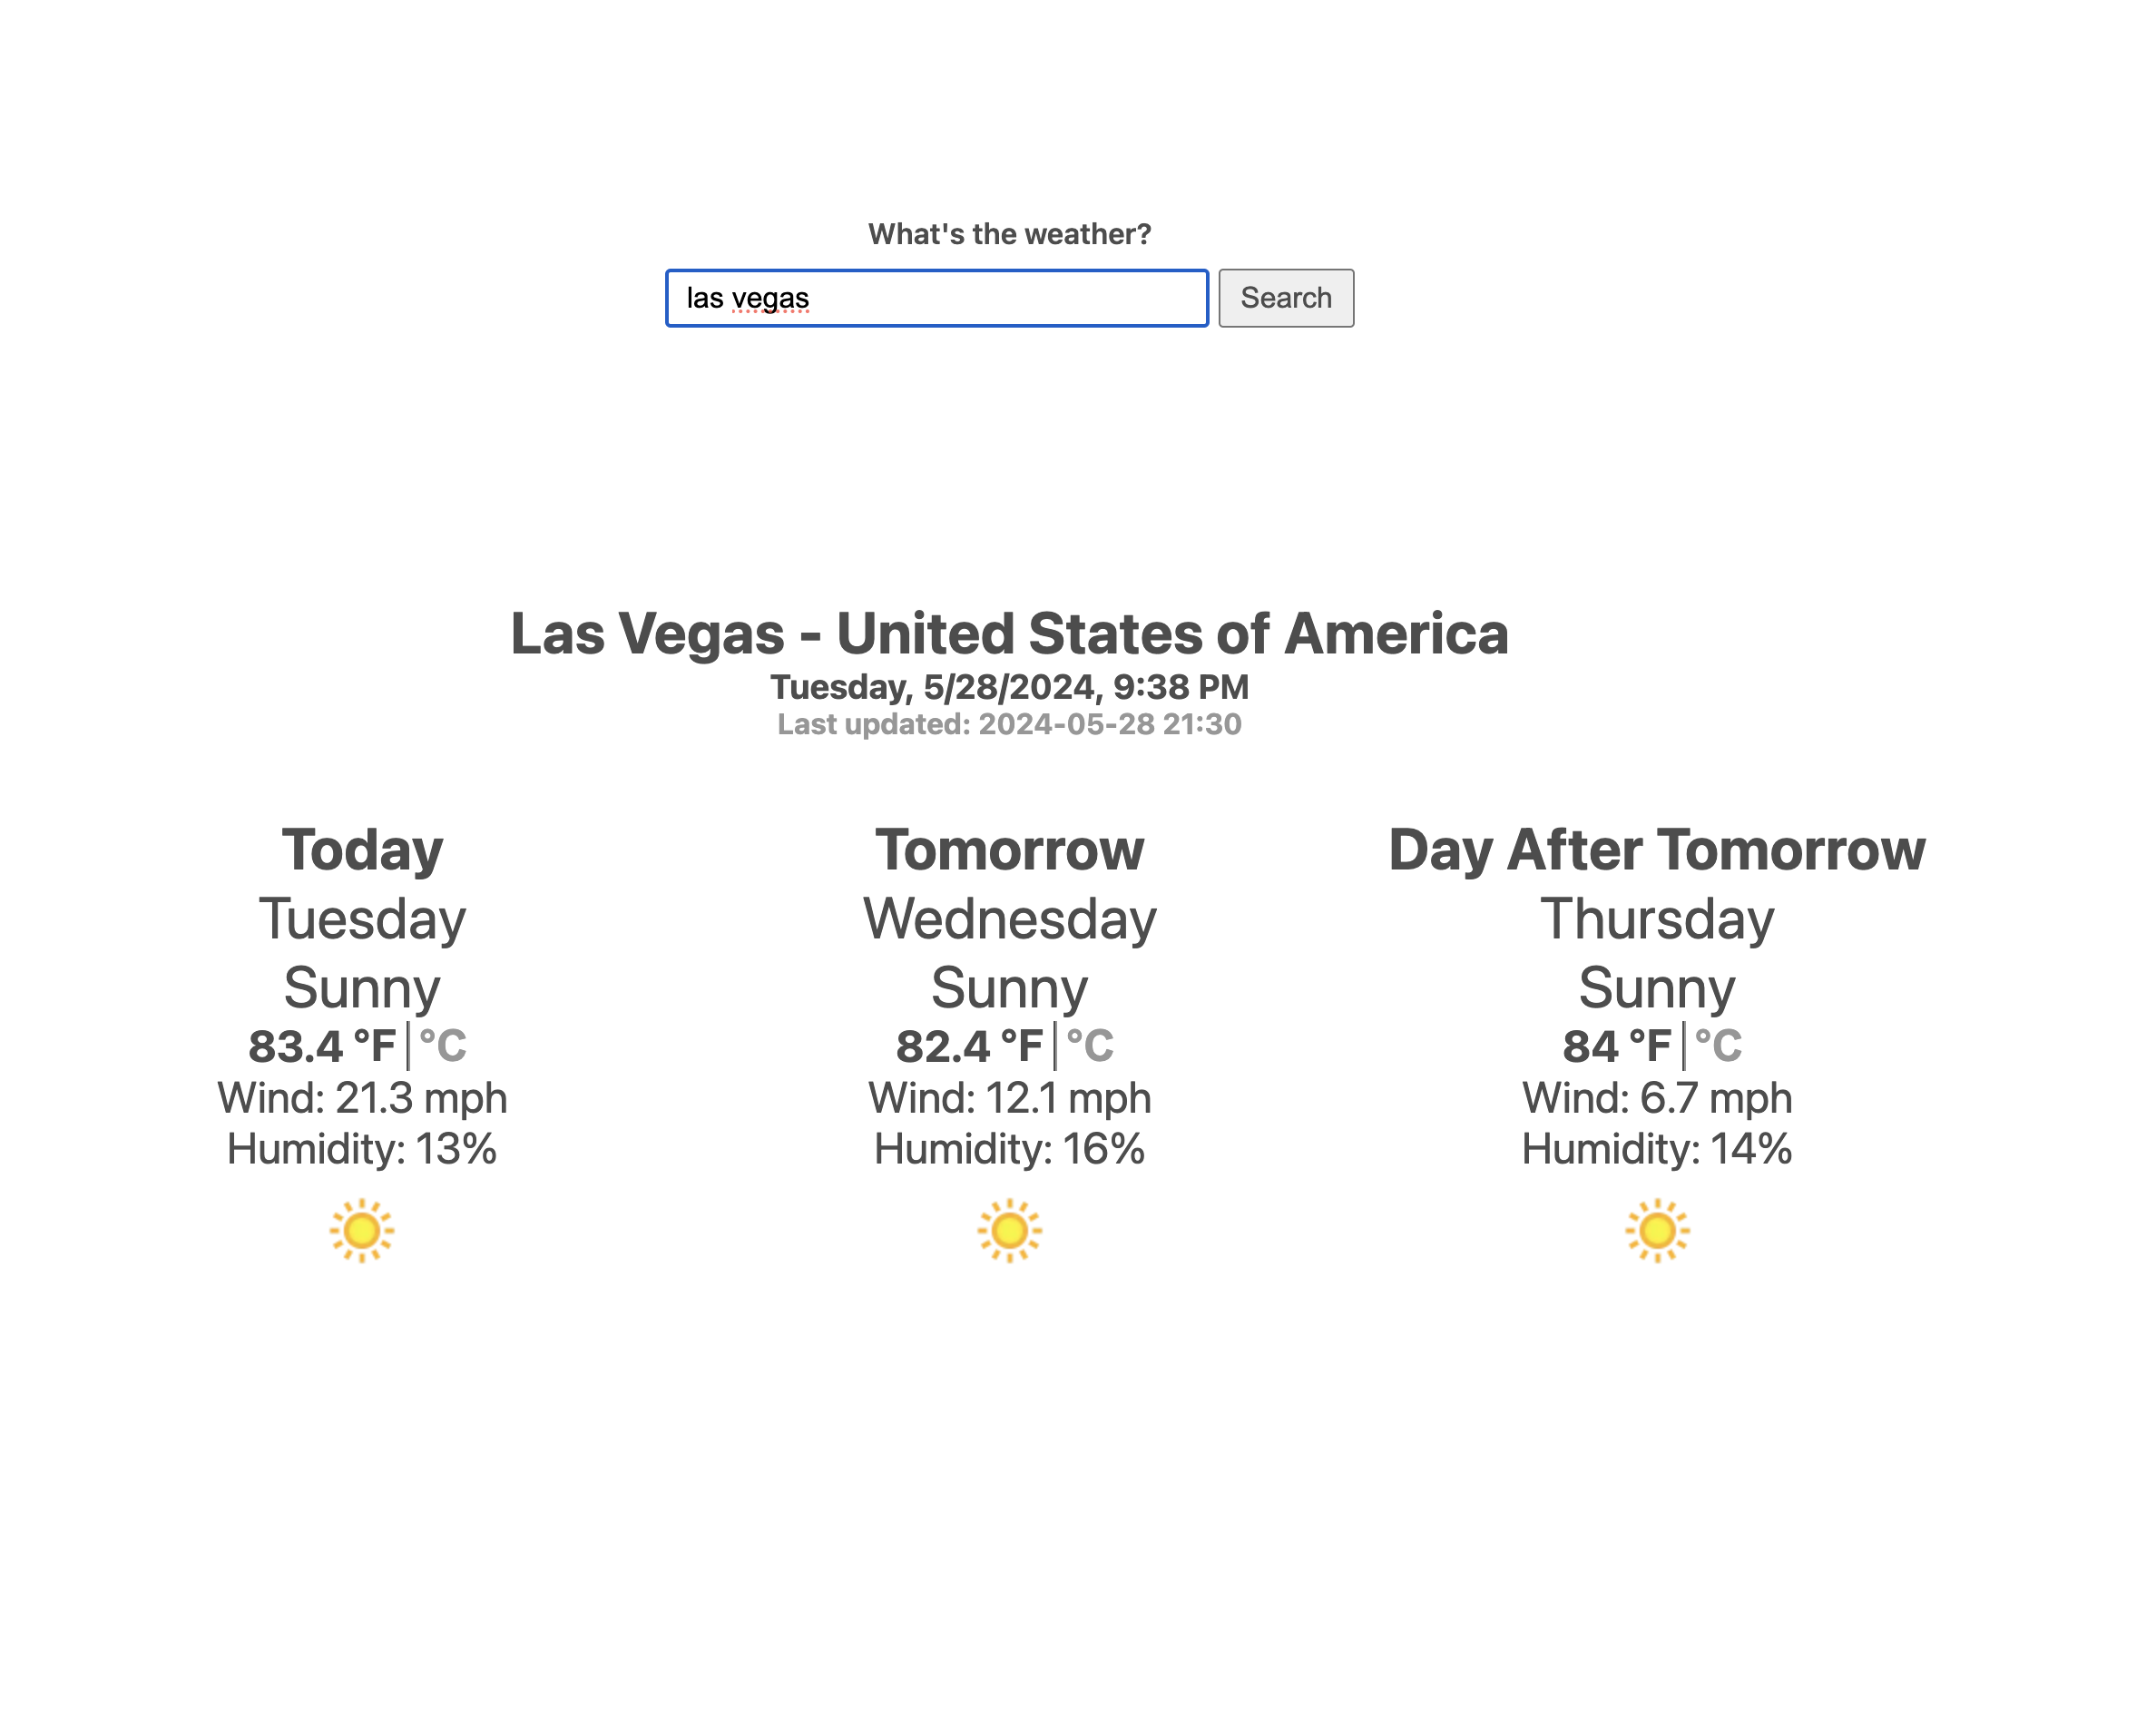 What's the weather?
las vegas
Search
Las Vegas - United States of America
Tuesday, 5/28/2024, 9:38 PM
Last updated: 2024-05-28 21:30
Today
Tuesday
Sunny
83.4 °F | °C
Wind: 21.3 mph
Humidity: 13%
Tomorrow
Wednesday
Sunny
82.4 °F | °C
Wind: 12.1 mph
Humidity: 16%
Day After Tomorrow
Thursday
Sunny
84 °F | °C
Wind: 6.7 mph
Humidity: 14%